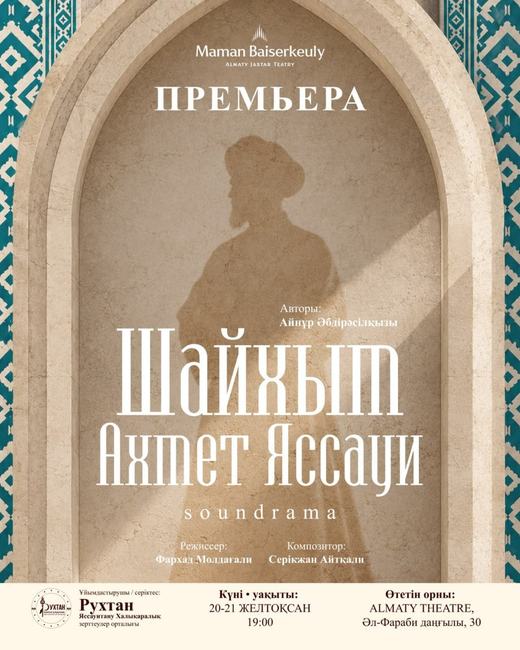 Maman Baiserkeuly
ALMATY JASTAR TEATRY
ПРЕМЬЕРА
Авторы:
Айнұр Әбдірәсілқызы
Шайхым
Ахмет Яссауи
soundrama
Режиссер:
Фархад Молдағали
Композитор:
Серікжан Айтқали
РУХТАН
Ұйымдастырушы / серіктес:
Рухтан
Яссауитану Халықаралық
зерттеулер орталығы
Күні • уақыты:
20-21 ЖЕЛТОҚСАН
19:00
Өтетін орны:
ALMATY THEATRE,
Әл-Фараби даңғылы, 30